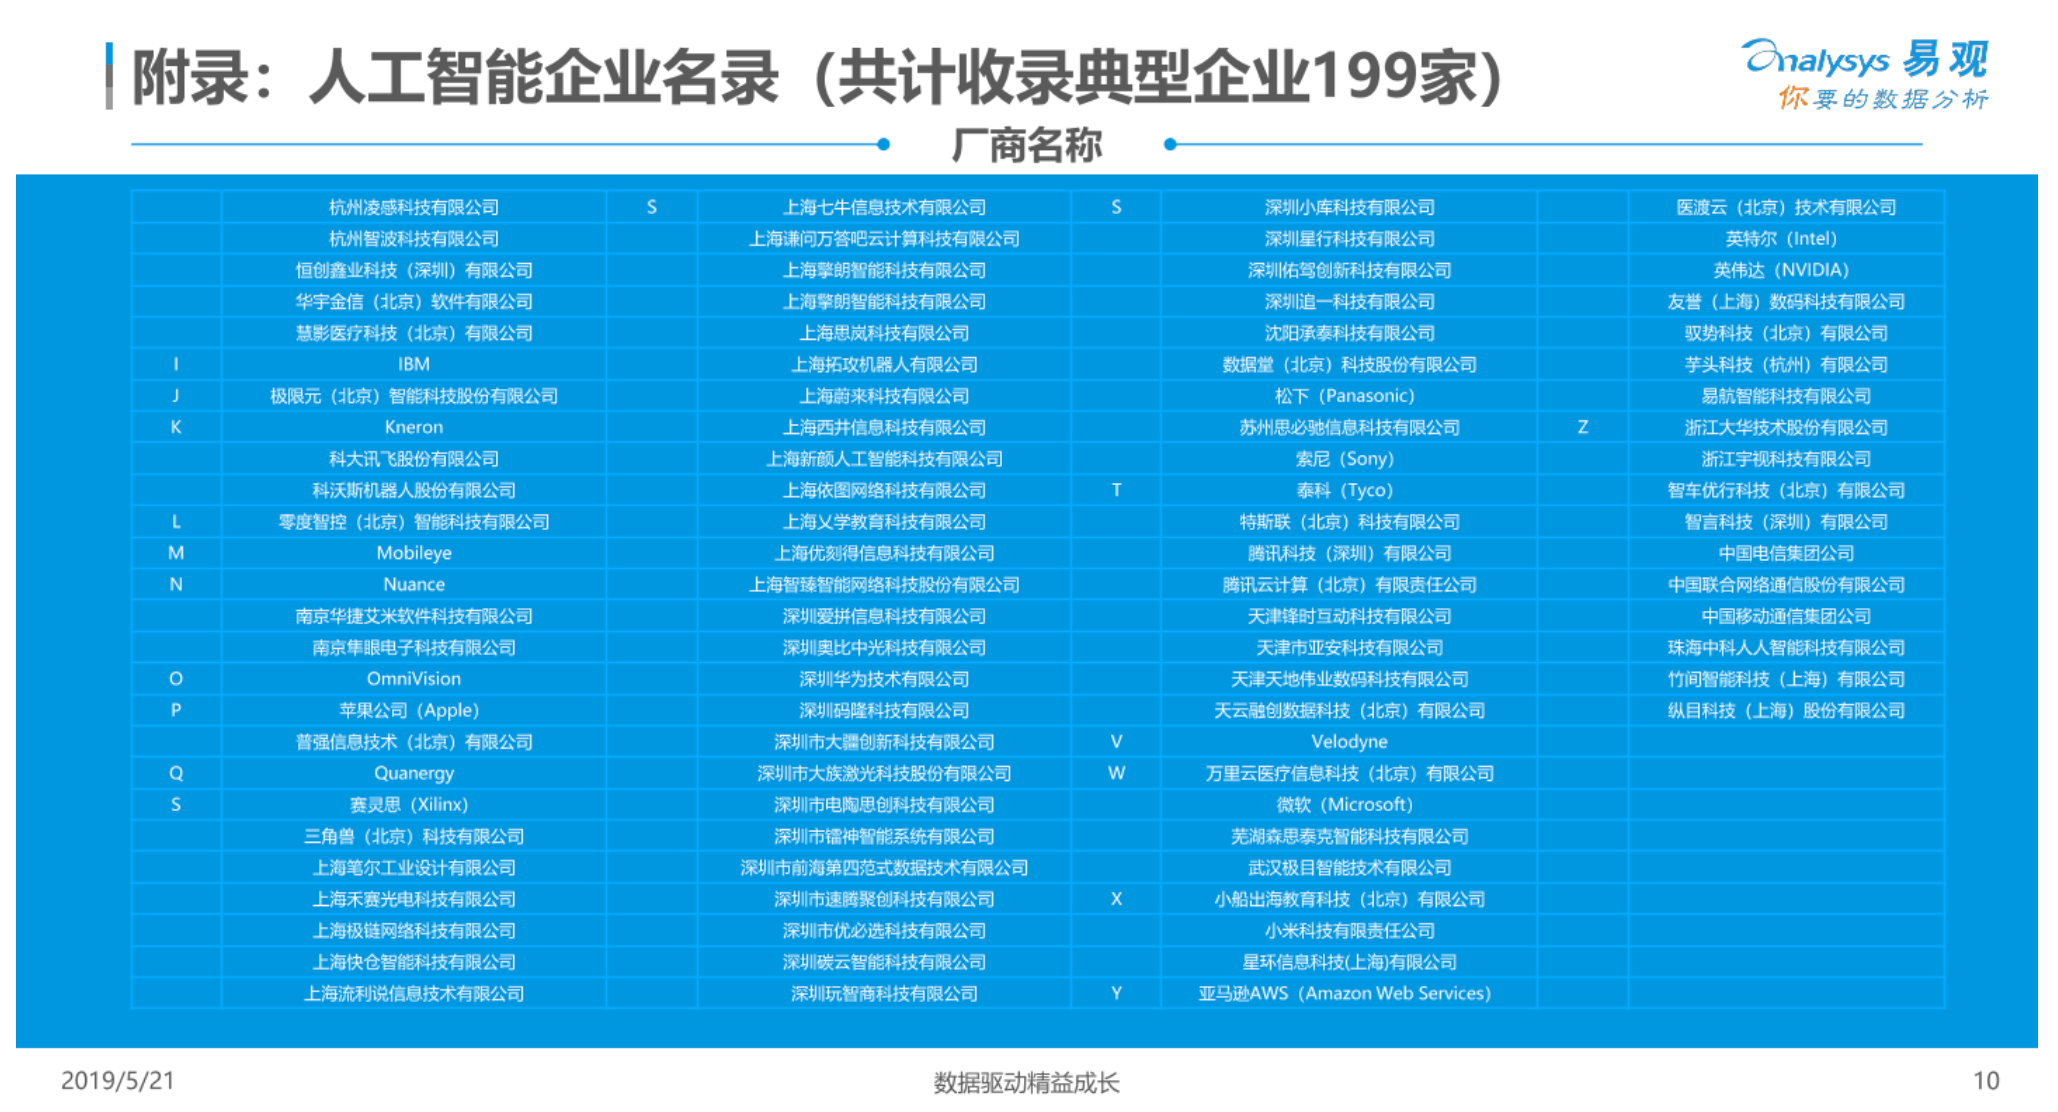 附录：人工智能企业名录（共计收录典型企业199家）
analysys 易观
你要的数据分析
厂商名称
杭州凌感科技有限公司 S 上海七牛信息技术有限公司 S 深圳小库科技有限公司 医渡云（北京）技术有限公司
杭州智波科技有限公司 上海谦问万答吧云计算科技有限公司 深圳星行科技有限公司 英特尔（Intel）
恒创鑫业科技（深圳）有限公司 上海擎朗智能科技有限公司 深圳佑驾创新科技有限公司 英伟达（NVIDIA）
华宇金信（北京）软件有限公司 上海擎朗智能科技有限公司 深圳追一科技有限公司 友誉（上海）数码科技有限公司
慧影医疗科技（北京）有限公司 上海思岚科技有限公司 沈阳承泰科技有限公司 驭势科技（北京）有限公司
I IBM 上海拓攻机器人有限公司 数据堂（北京）科技股份有限公司 芋头科技（杭州）有限公司
J 极限元（北京）智能科技股份有限公司 上海蔚来科技有限公司 松下（Panasonic） 易航智能科技有限公司
K Kneron 上海西井信息科技有限公司 苏州思必驰信息科技有限公司 Z 浙江大华技术股份有限公司
科大讯飞股份有限公司 上海新颜人工智能科技有限公司 索尼（Sony） 浙江宇视科技有限公司
科沃斯机器人股份有限公司 上海依图网络科技有限公司 T 泰科（Tyco） 智车优行科技（北京）有限公司
L 零度智控（北京）智能科技有限公司 上海乂学教育科技有限公司 特斯联（北京）科技有限公司 智言科技（深圳）有限公司
M Mobileye 上海优刻得信息科技有限公司 腾讯科技（深圳）有限公司 中国电信集团公司
N Nuance 上海智臻智能网络科技股份有限公司 腾讯云计算（北京）有限责任公司 中国联合网络通信股份有限公司
南京华捷艾米软件科技有限公司 深圳爱拼信息科技有限公司 天津锋时互动科技有限公司 中国移动通信集团公司
南京隼眼电子科技有限公司 深圳奥比中光科技有限公司 天津市亚安科技有限公司 珠海中科人人智能科技有限公司
O OmniVision 深圳华为技术有限公司 天津天地伟业数码科技有限公司 竹间智能科技（上海）有限公司
P 苹果公司（Apple） 深圳码隆科技有限公司 天云融创数据科技（北京）有限公司 纵目科技（上海）股份有限公司
普强信息技术（北京）有限公司 深圳市大疆创新科技有限公司 V Velodyne
Q Quanergy 深圳市大族激光科技股份有限公司 W 万里云医疗信息科技（北京）有限公司
S 赛灵思（Xilinx） 深圳市电陶思创科技有限公司 微软（Microsoft）
三角兽（北京）科技有限公司 深圳市镭神智能系统有限公司 芜湖森思泰克智能科技有限公司
上海笔尔工业设计有限公司 深圳市前海第四范式数据技术有限公司 武汉极目智能技术有限公司
上海禾赛光电科技有限公司 深圳市速腾聚创科技有限公司 X 小船出海教育科技（北京）有限公司
上海极链网络科技有限公司 深圳市优必选科技有限公司 小米科技有限责任公司
上海快仓智能科技有限公司 深圳碳云智能科技有限公司 星环信息科技(上海)有限公司
上海流利说信息技术有限公司 深圳玩智商科技有限公司 Y 亚马逊AWS（Amazon Web Services）
2019/5/21 数据驱动精益成长 10